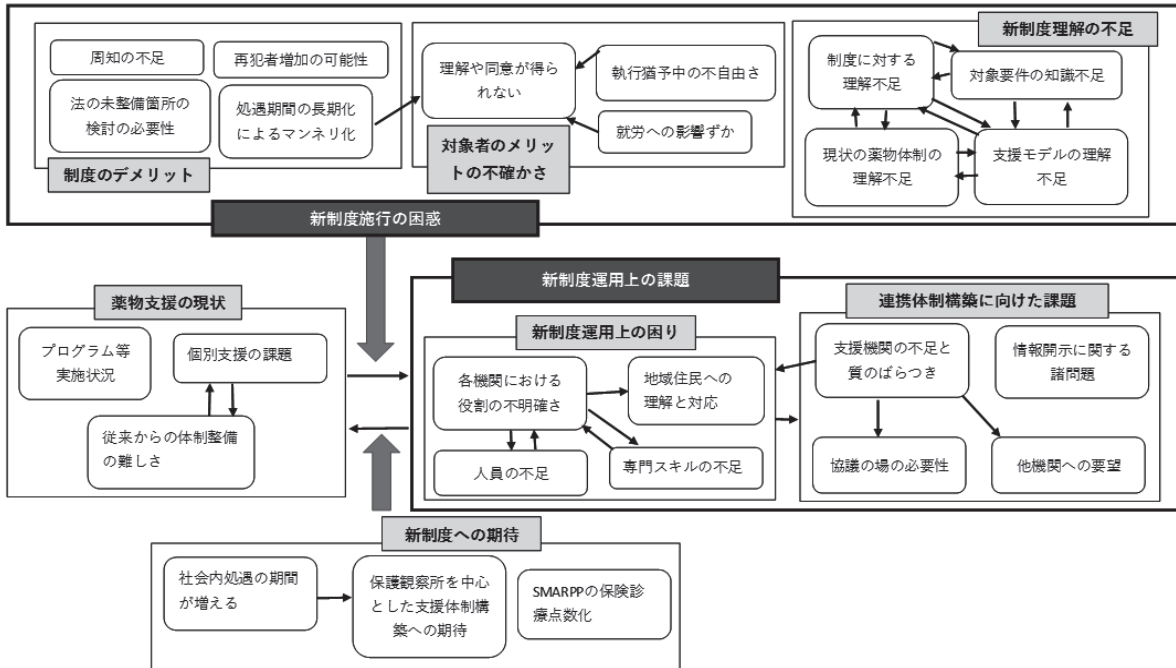 周知の不足
再犯者増加の可能性
法の未整備箇所の
検討の必要性
処遇期間の長期化
によるマンネリ化
制度のデメリット
理解や同意が得ら
れない
執行猶予中の不自由さ
就労への影響ずか
対象者のメリッ
トの不確かさ
新制度理解の不足
制度に対する
理解不足
対象要件の知識不足
現状の薬物体制の
理解不足
支援モデルの理解
不足
新制度施行の困惑
薬物支援の現状
プログラム等
実施状況
個別支援の課題
従来からの体制整備
の難しさ
新制度運用上の課題
新制度運用上の困り
各機関における
役割の不明確さ
地域住民への
理解と対応
人員の不足
専門スキルの不足
連携体制構築に向けた課題
支援機関の不足と
質のばらつき
情報開示に関する
諸問題
協議の場の必要性
他機関への要望
新制度への期待
社会内処遇の期間
が増える
保護観察所を中心
とした支援体制構
築への期待
SMARPPの保険診
療点数化